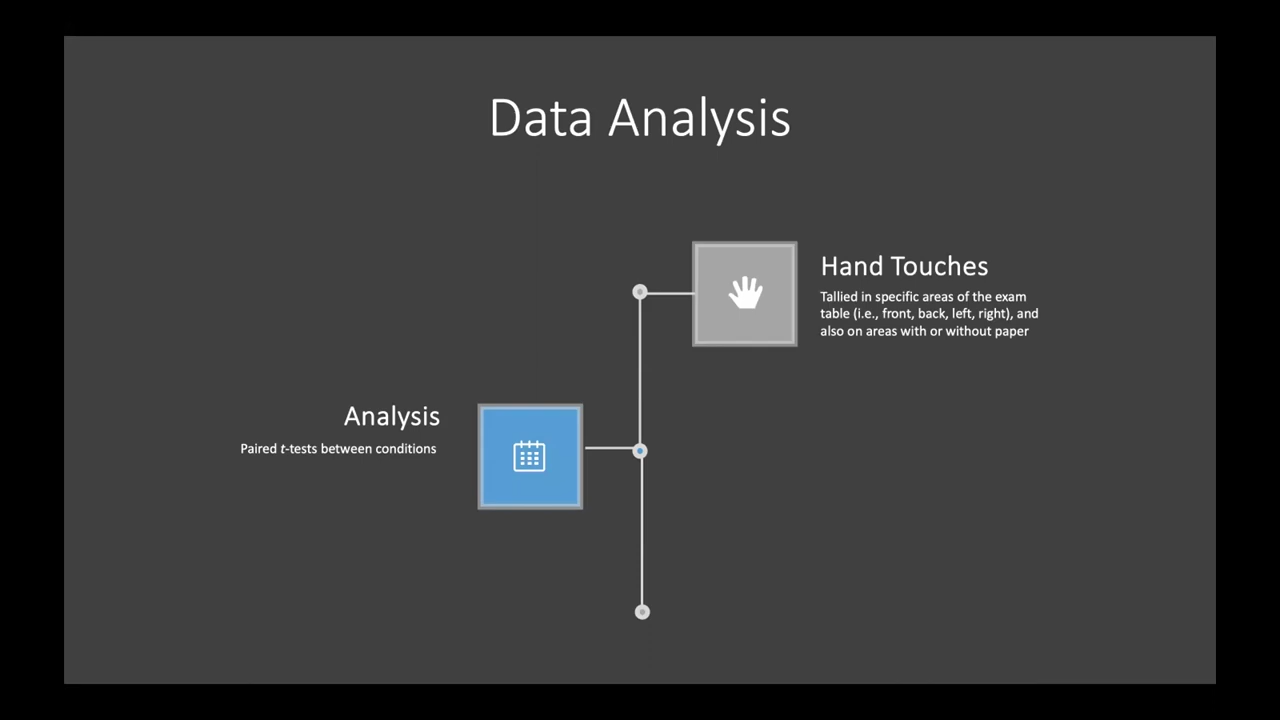 Data Analysis
Hand Touches
Tallied in specific areas of the exam
table (i.e., front, back, left, right), and
also on areas with or without paper
Analysis
Paired t-tests between conditions